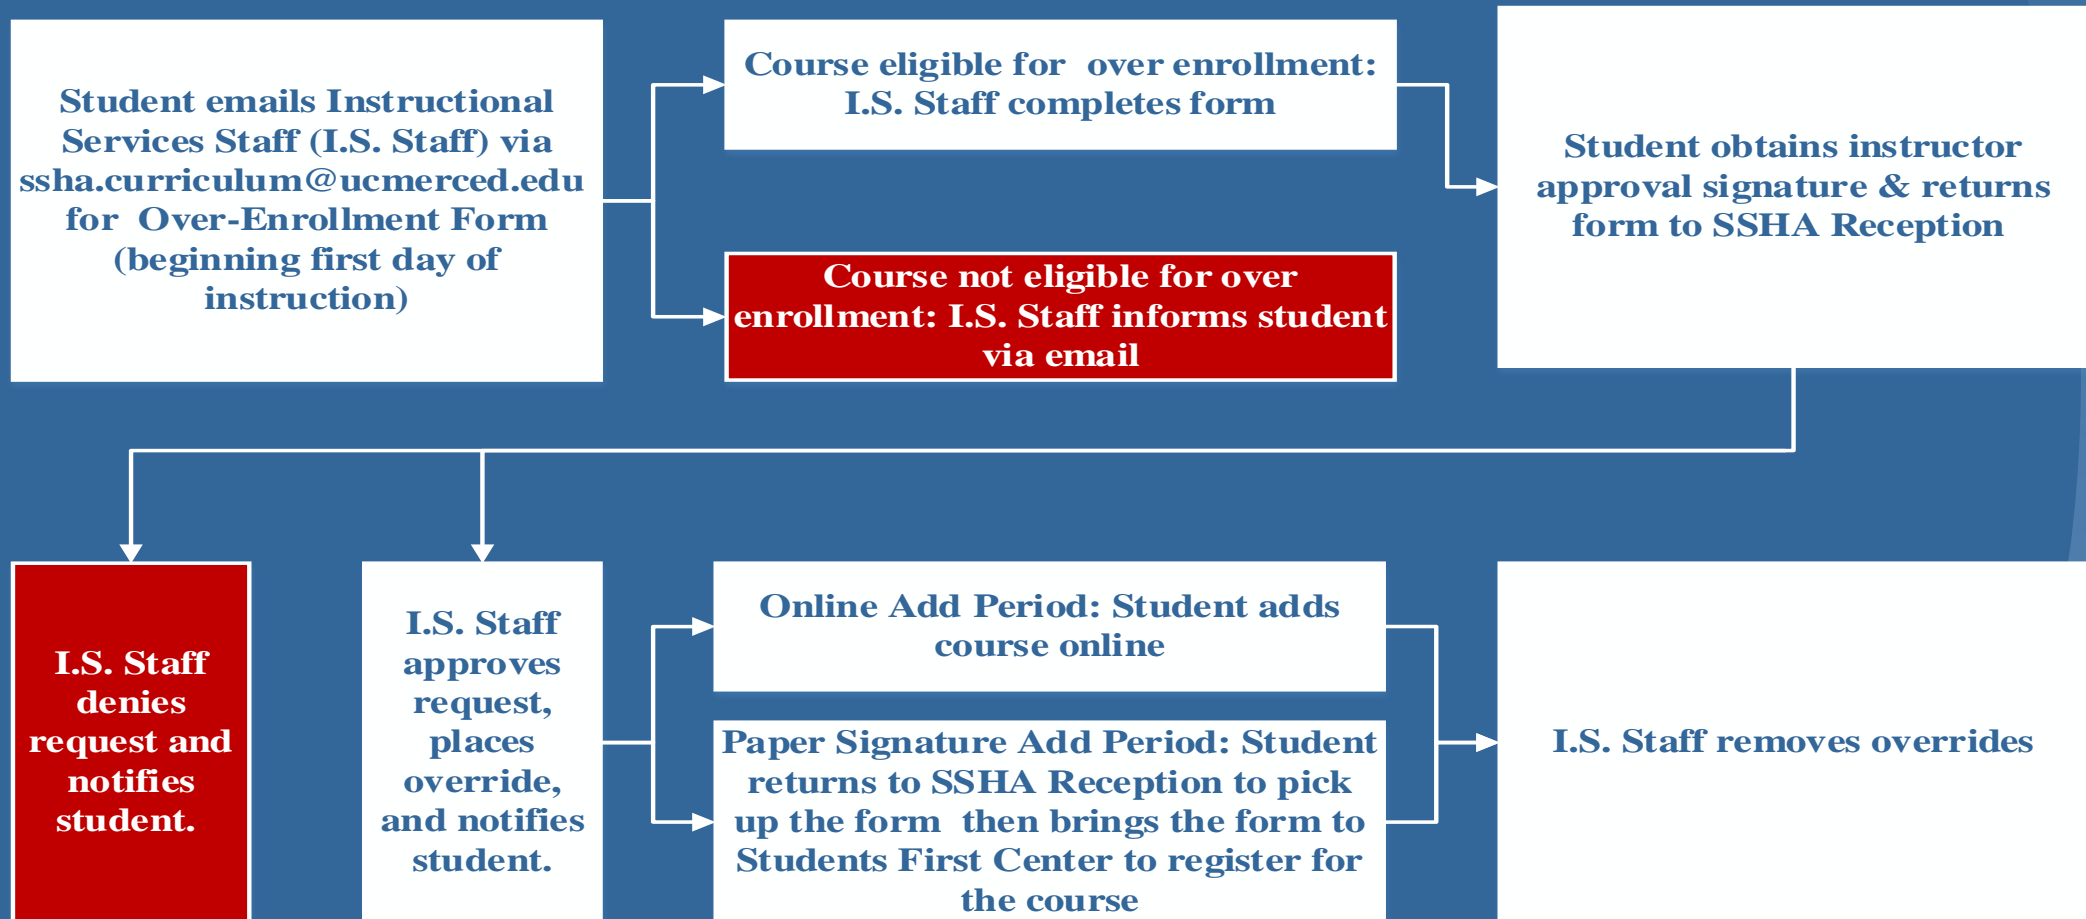 Student emails Instructional
Services Staff (I.S. Staff) via
ssha.curriculum@ucmerced.edu
for Over-Enrollment Form
(beginning first day of
instruction)
Course eligible for over enrollment:
I.S. Staff completes form
Course not eligible for over
enrollment: I.S. Staff informs student
via email
Student obtains instructor
approval signature & returns
form to SSHA Reception
I.S. Staff
denies
request and
notifies
student.
I.S. Staff
approves
request,
places
override,
and notifies
student.
Online Add Period: Student adds
course online
Paper Signature Add Period: Student
returns to SSHA Reception to pick
up the form then brings the form to
Students First Center to register for
the course
I.S. Staff removes overrides